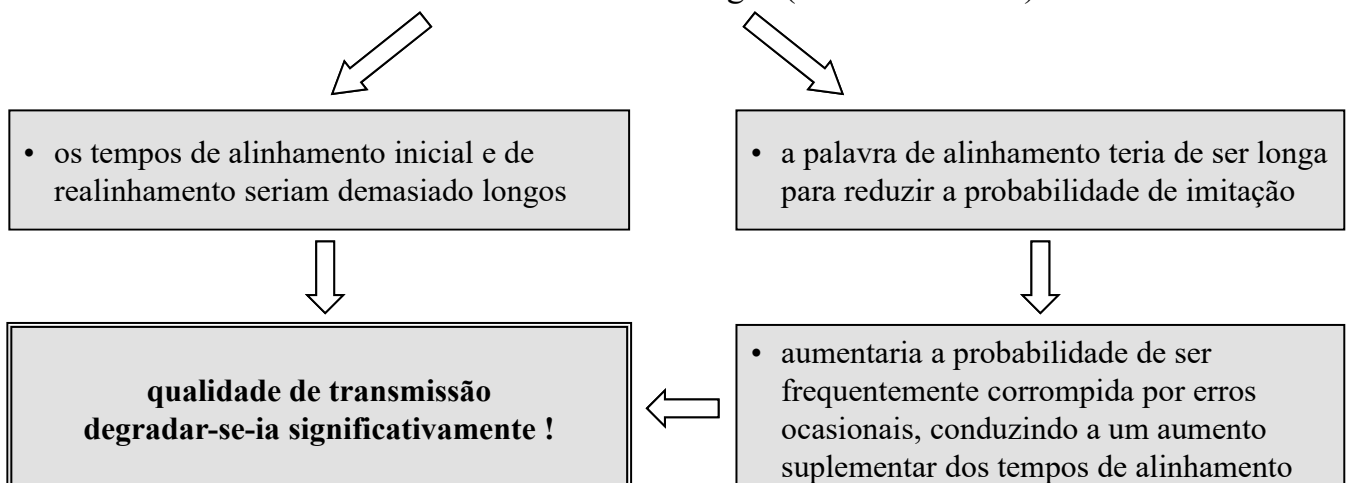 • os tempos de alinhamento inicial e de
realinhamento seriam demasiado longos
• a palavra de alinhamento teria de ser longa
para reduzir a probabilidade de imitação
qualidade de transmissão
degradar-se-ia significativamente !
• aumentaria a probabilidade de ser
frequentemente corrompida por erros
ocasionais, conduzindo a um aumento
suplementar dos tempos de alinhamento